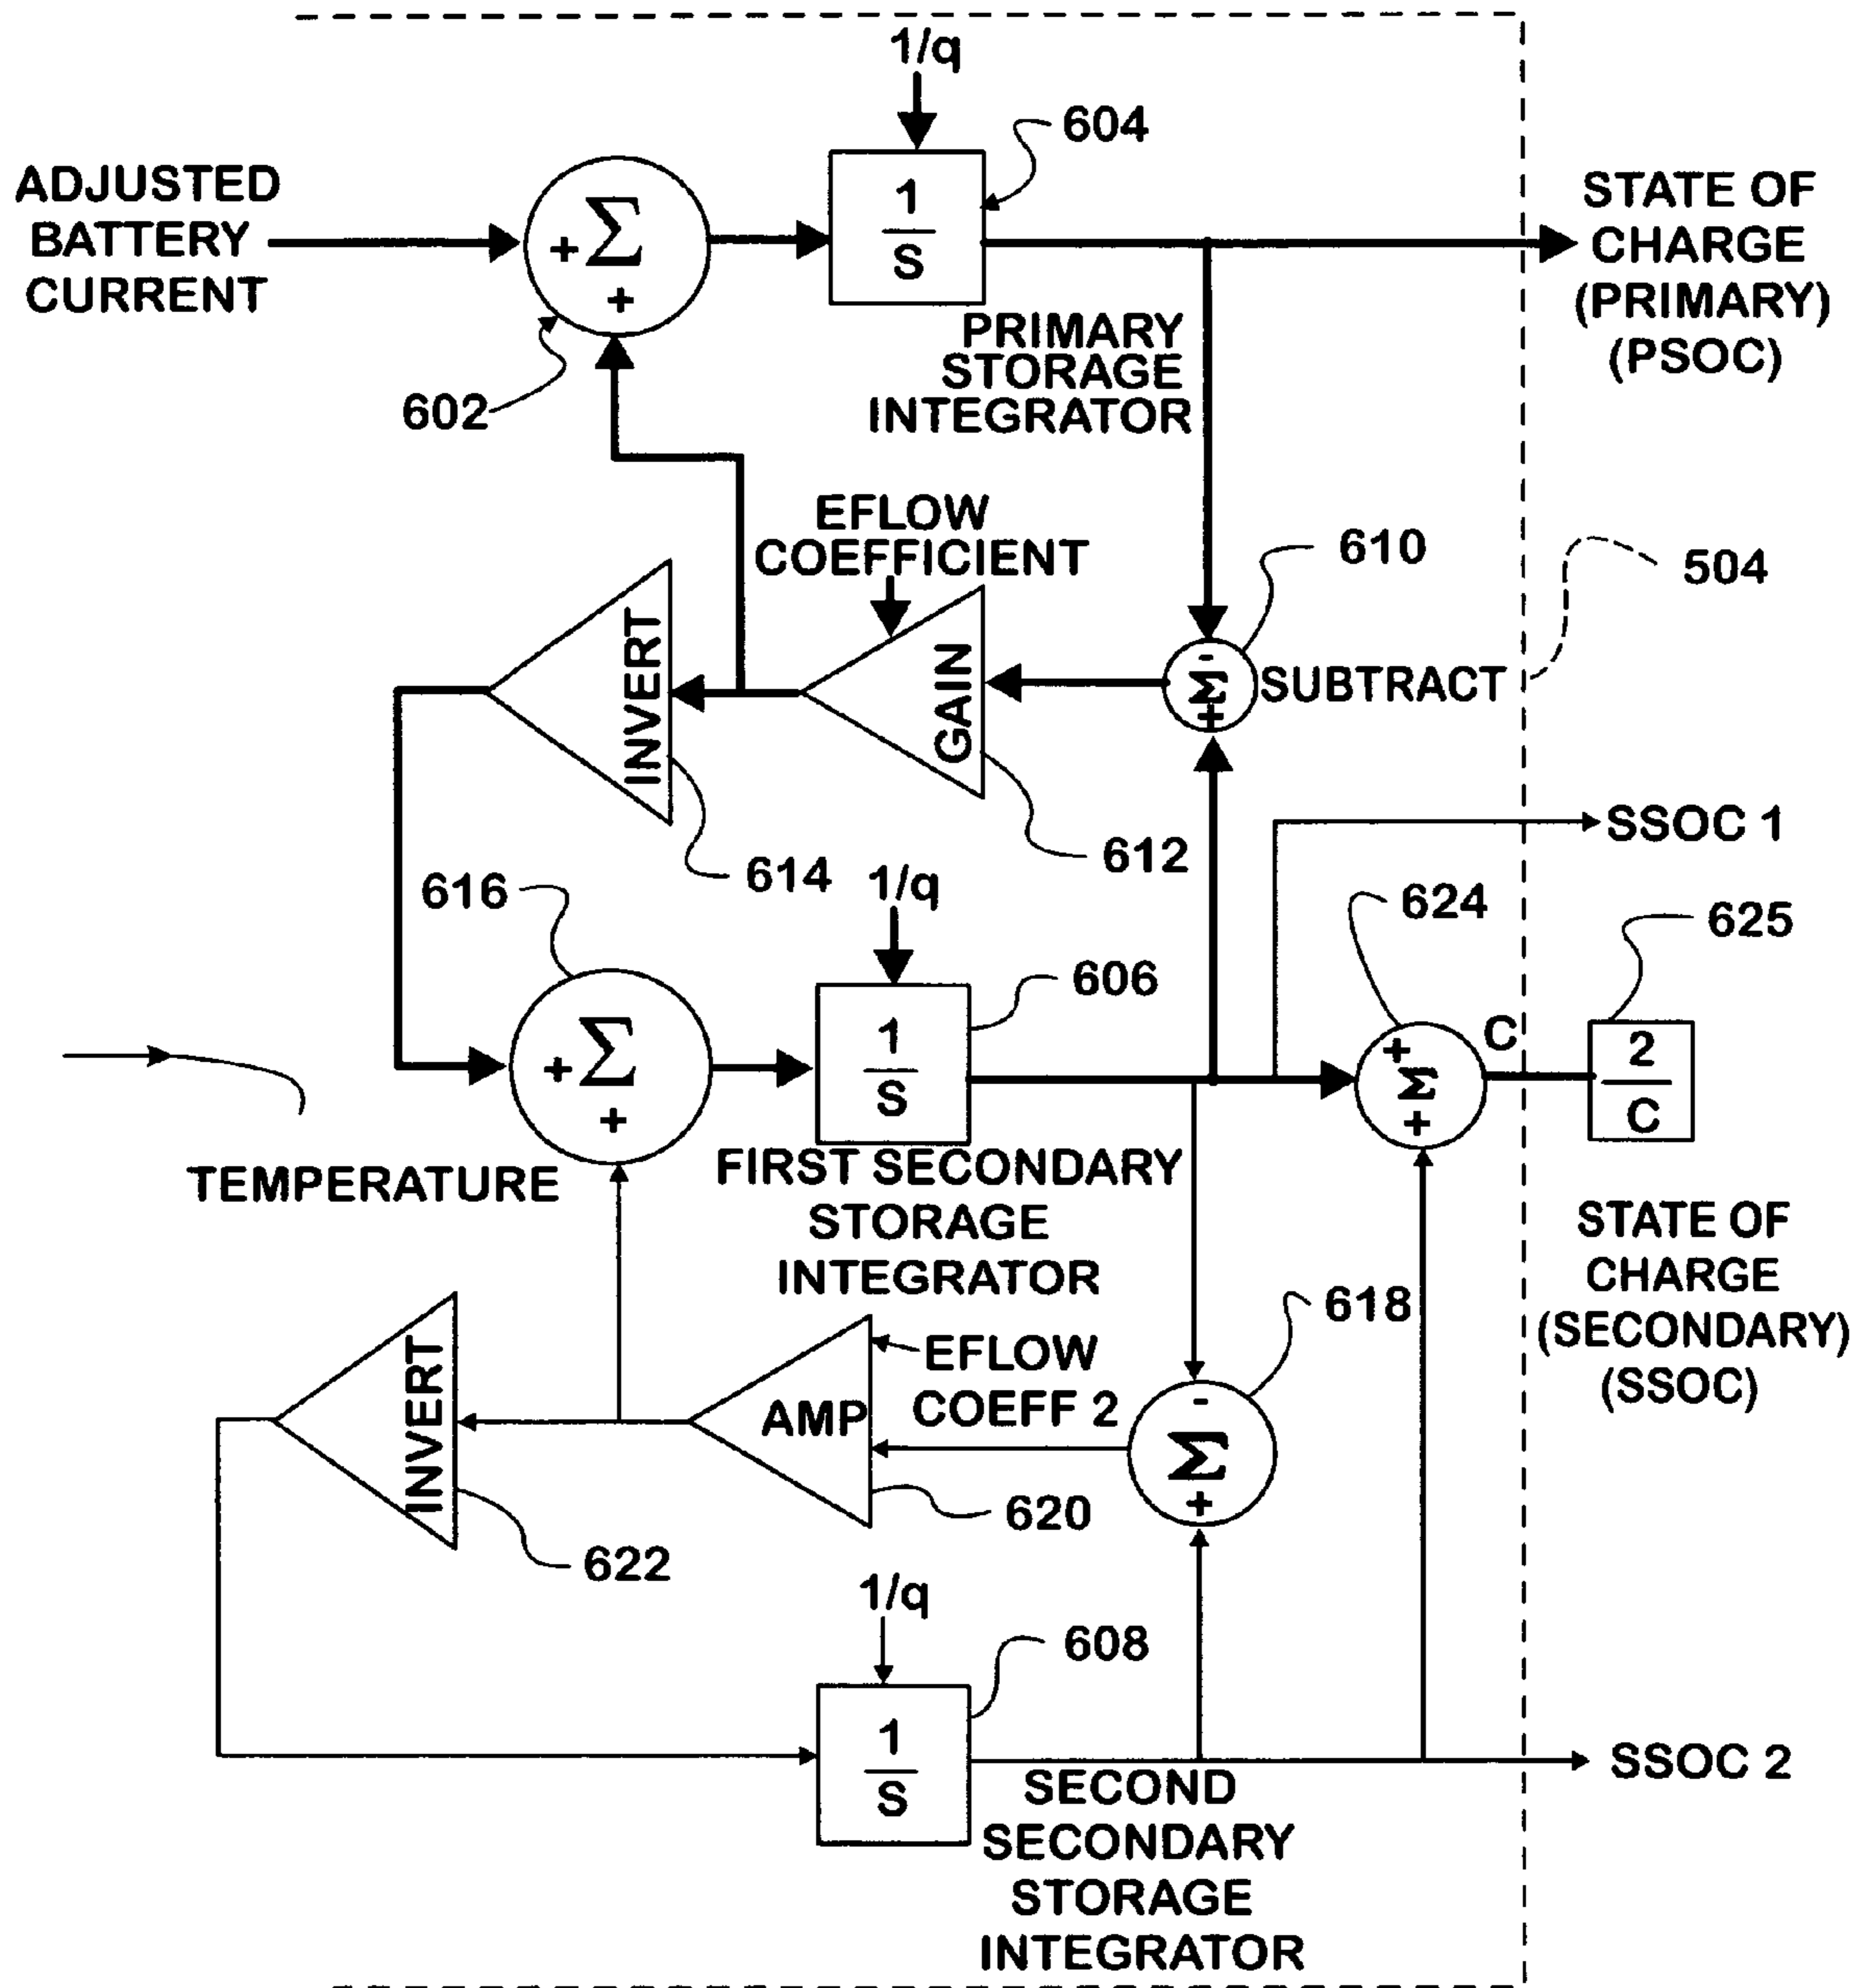 1/q
604
ADJUSTED
BATTERY
CURRENT
+ Σ
+
1
S
STATE OF
CHARGE
(PRIMARY)
(PSOC)
602
PRIMARY
STORAGE
INTEGRATOR
EFLOW
COEFFICIENT
610
504
INVERT
GAIN
-
Σ
+
SUBTRACT
614
612
SSOC 1
616
1/q
624
625
606
+ Σ
+
1
S
+
Σ
+
C
2
C
TEMPERATURE
FIRST SECONDARY
STORAGE
INTEGRATOR
STATE OF
CHARGE
(SECONDARY)
(SSOC)
618
INVERT
AMP
EFLOW
COEFF 2
-
Σ
+
620
622
1/q
608
1
S
SSOC 2
SECOND
SECONDARY
STORAGE
INTEGRATOR